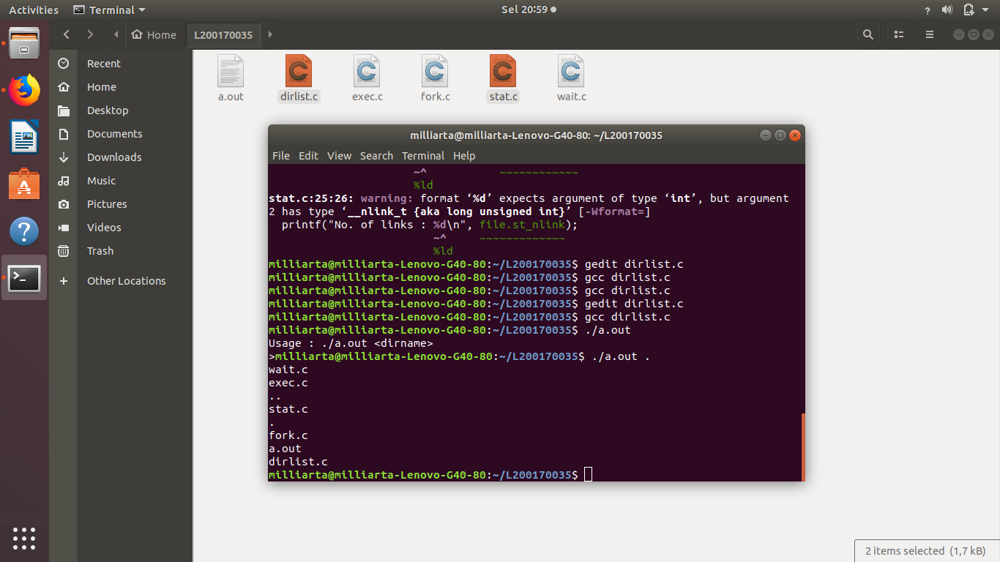 Activities
Terminal
Sel 20:59
?
Home
L200170035
Recent
Home
Desktop
Documents
Downloads
Music
Pictures
Videos
Trash
+ Other Locations
a.out
dirlist.c
exec.c
fork.c
stat.c
wait.c
milliarta@milliarta-Lenovo-G40-80: ~/L200170035
File Edit View Search Terminal Help
~^ ~~~~~~~~~~~~
%ld
stat.c:25:26: warning: format ‘%d’ expects argument of type ‘int’, but argument
2 has type ‘__nlink_t {aka long unsigned int}’ [-Wformat=]
printf("No. of links : %d\n", file.st_nlink);
~^ ~~~~~~~~~~~~~
%ld
milliarta@milliarta-Lenovo-G40-80:~/L200170035$ gedit dirlist.c
milliarta@milliarta-Lenovo-G40-80:~/L200170035$ gcc dirlist.c
milliarta@milliarta-Lenovo-G40-80:~/L200170035$ gcc dirlist.c
milliarta@milliarta-Lenovo-G40-80:~/L200170035$ gedit dirlist.c
milliarta@milliarta-Lenovo-G40-80:~/L200170035$ gcc dirlist.c
milliarta@milliarta-Lenovo-G40-80:~/L200170035$ ./a.out
Usage : ./a.out <dirname>
>milliarta@milliarta-Lenovo-G40-80:~/L200170035$ ./a.out .
wait.c
exec.c
..
stat.c
.
fork.c
a.out
dirlist.c
milliarta@milliarta-Lenovo-G40-80:~/L200170035$
2 items selected (1,7 kB)